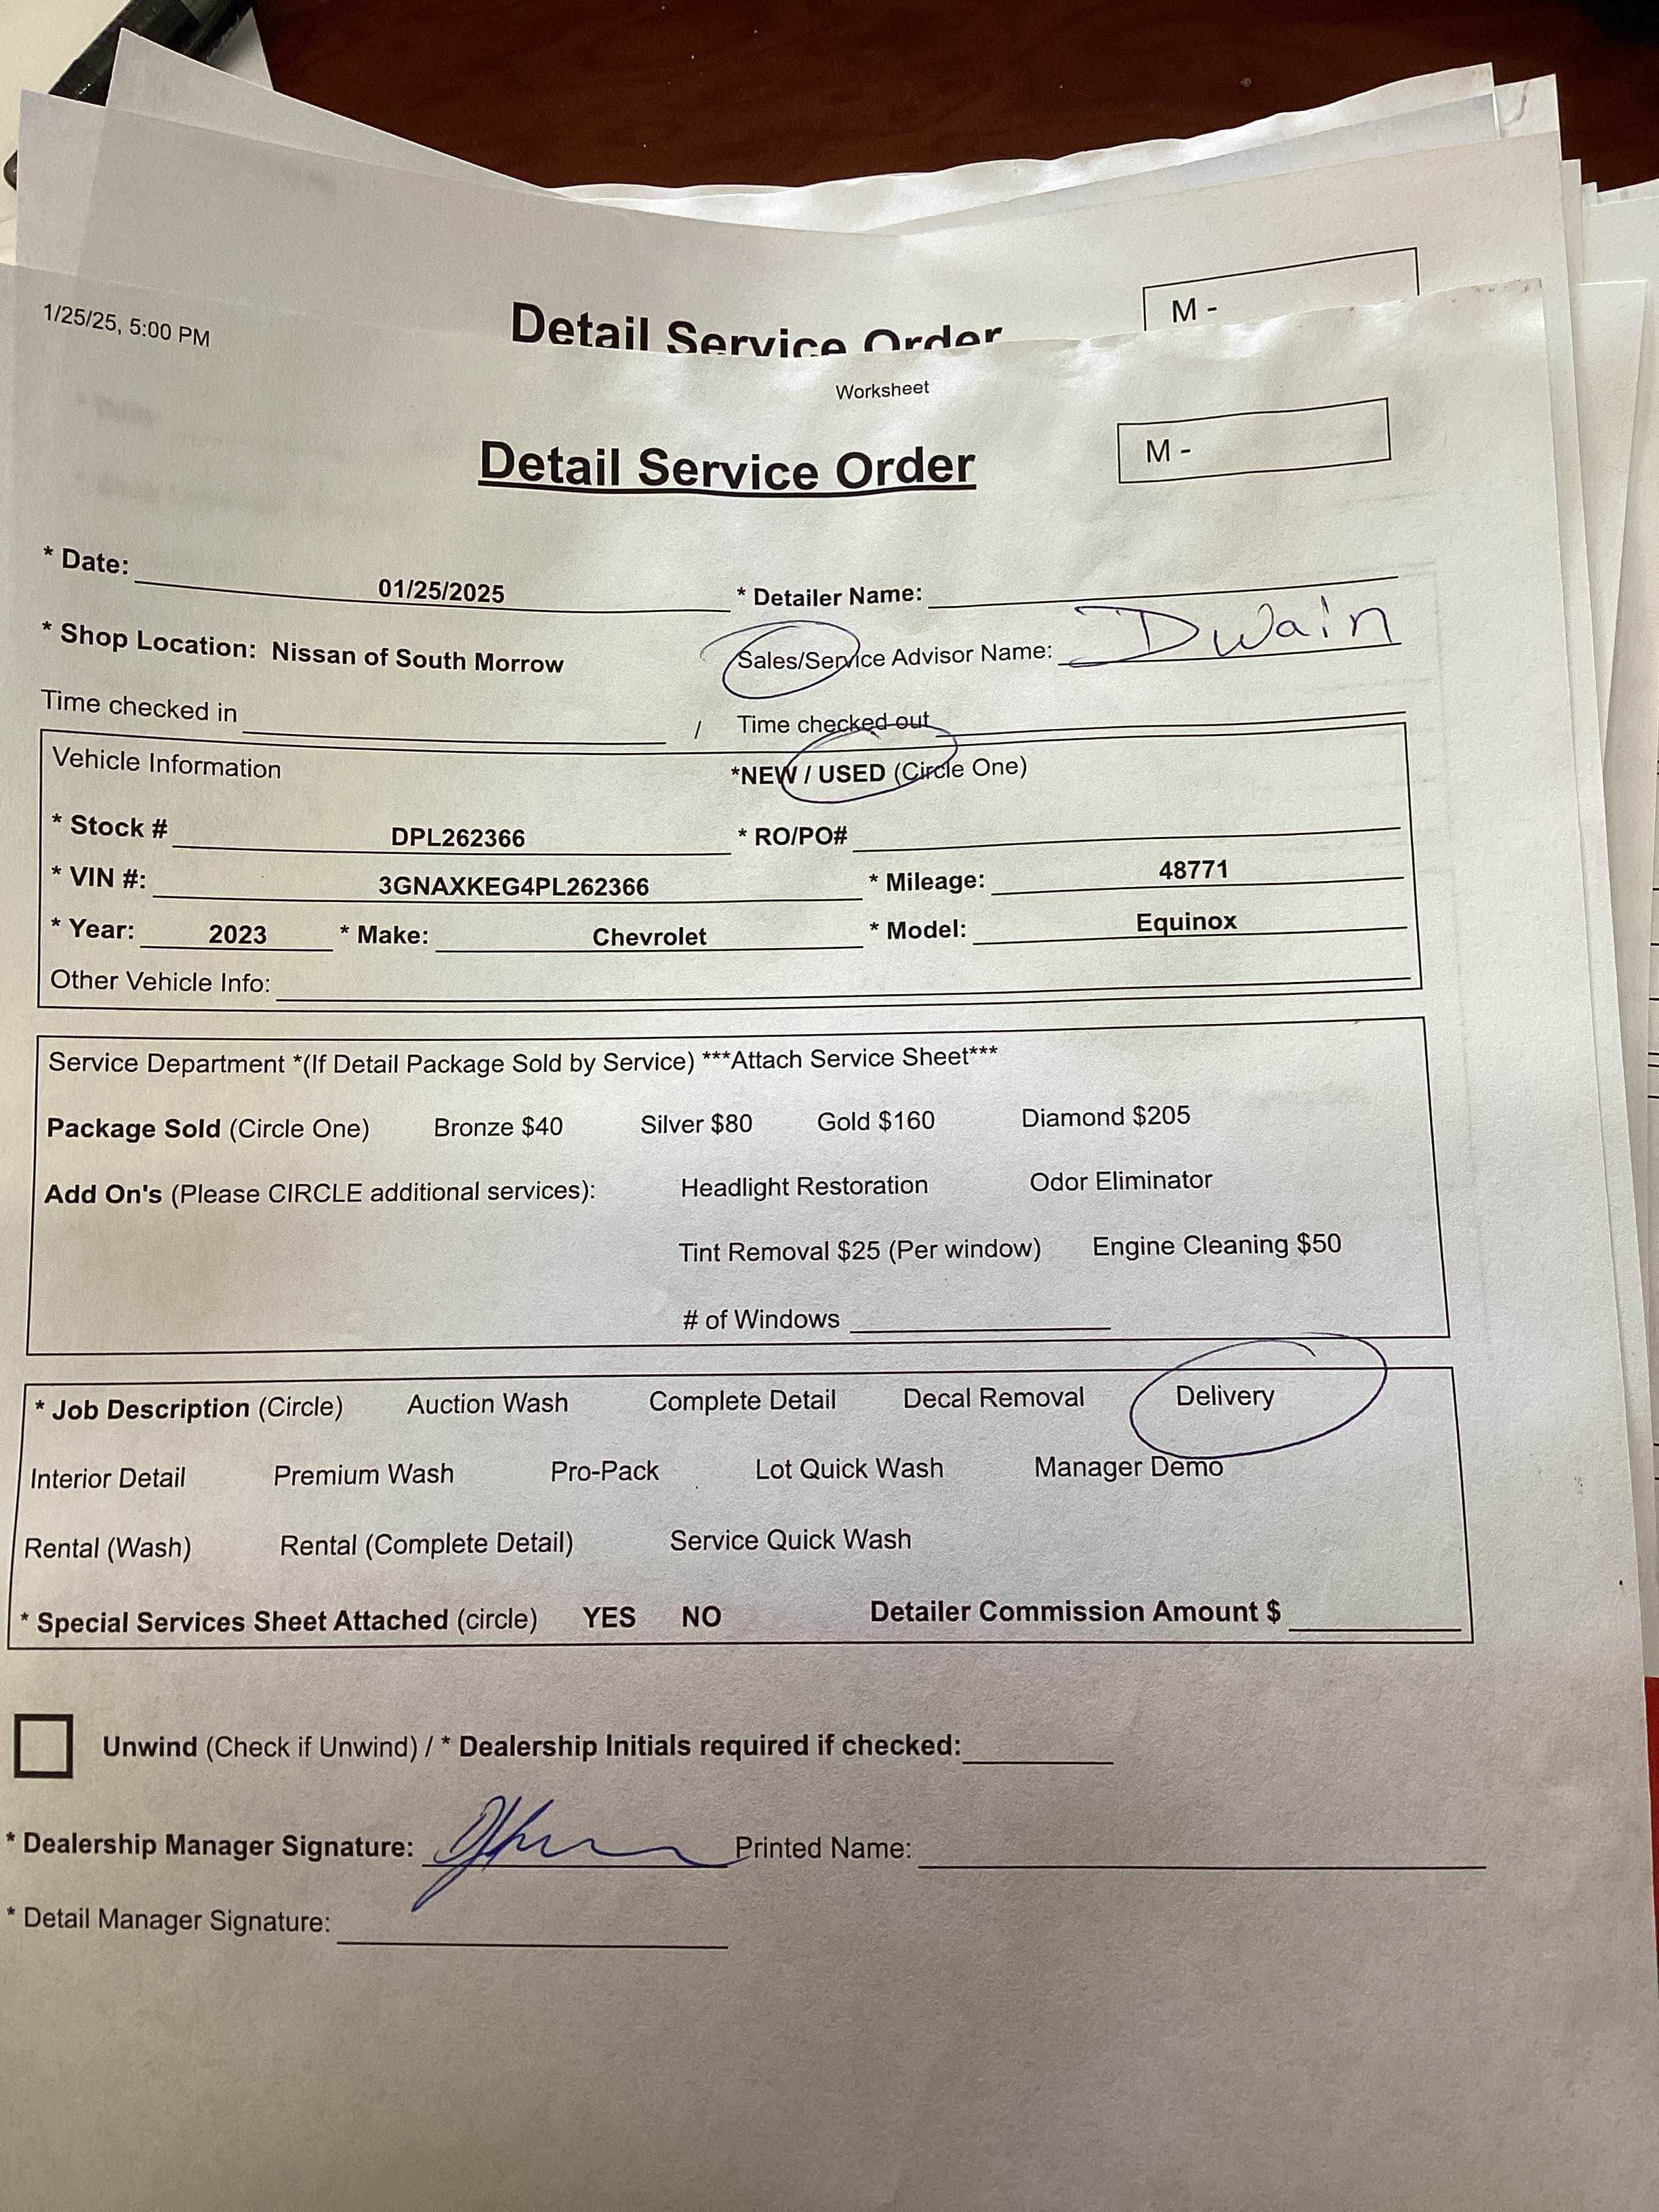 Detail Service Order
M -
1/25/25, 5:00 PM
Worksheet
Detail Service Order
M -
* Date: 01/25/2025 * Detailer Name:
* Shop Location: Nissan of South Morrow Sales/Service Advisor Name: Dwain
Time checked in / Time checked out
Vehicle Information *NEW / USED (Circle One)
* Stock # DPL262366 * RO/PO#
* VIN #: 3GNAXKEG4PL262366 * Mileage: 48771
* Year: 2023 * Make: Chevrolet * Model: Equinox
Other Vehicle Info:
Service Department *(If Detail Package Sold by Service) ***Attach Service Sheet***
Package Sold (Circle One) Bronze $40 Silver $80 Gold $160 Diamond $205
Add On's (Please CIRCLE additional services): Headlight Restoration Odor Eliminator
Tint Removal $25 (Per window) Engine Cleaning $50
# of Windows
* Job Description (Circle) Auction Wash Complete Detail Decal Removal Delivery
Interior Detail Premium Wash Pro-Pack Lot Quick Wash Manager Demo
Rental (Wash) Rental (Complete Detail) Service Quick Wash
* Special Services Sheet Attached (circle) YES NO Detailer Commission Amount $
Unwind (Check if Unwind) / * Dealership Initials required if checked:
* Dealership Manager Signature: Printed Name:
* Detail Manager Signature: